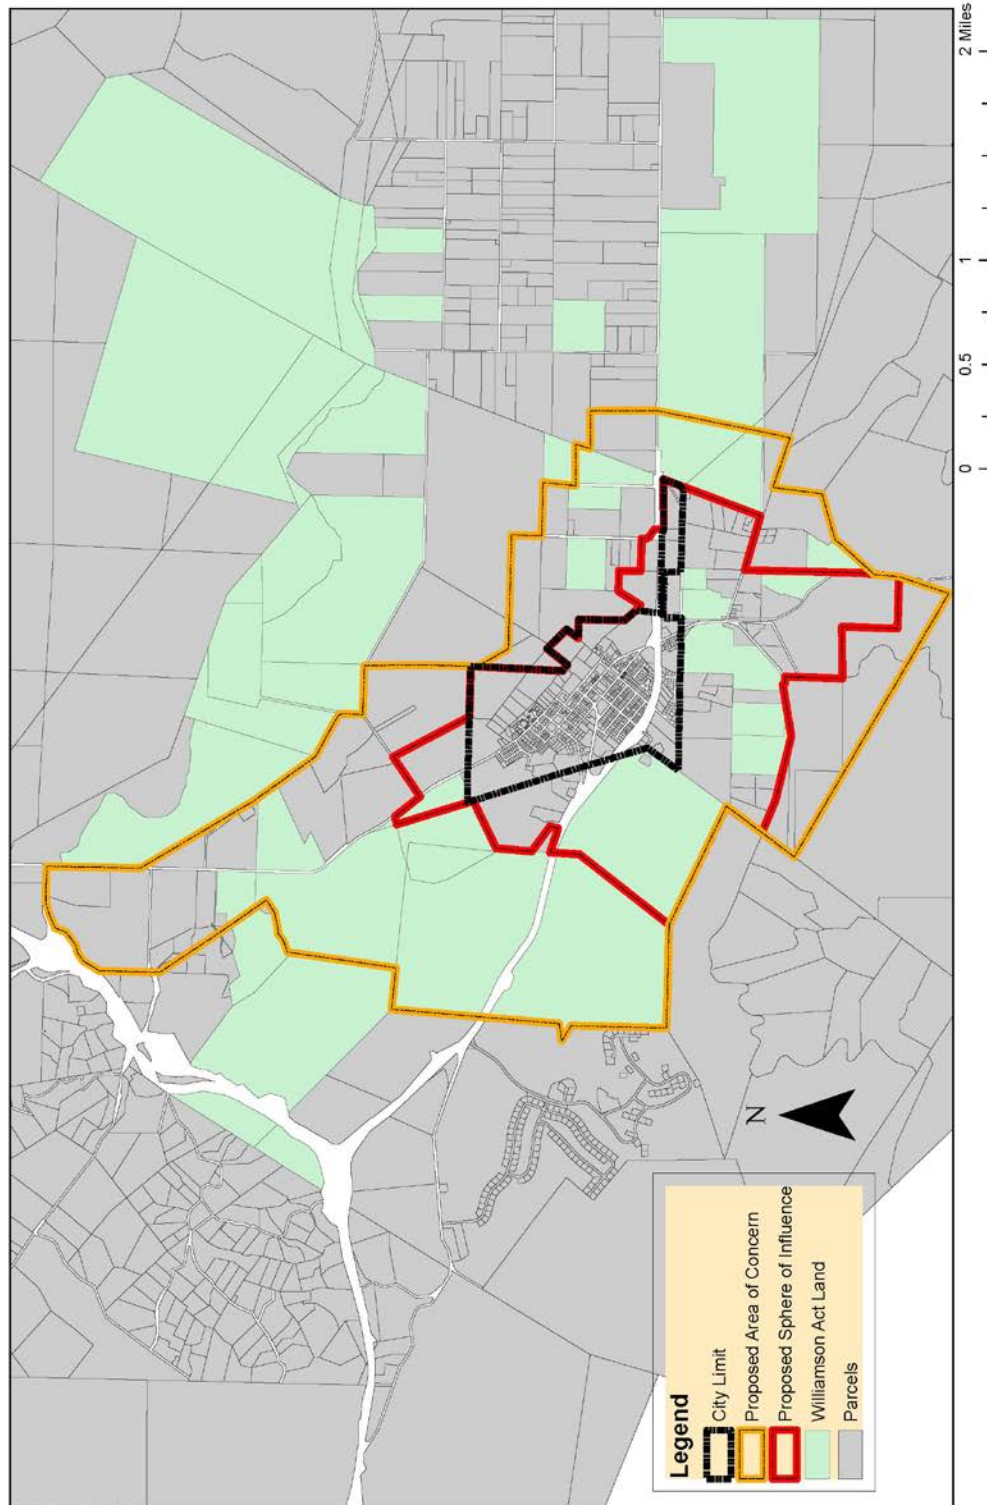 Legend
City Limit
Proposed Area of Concern
Proposed Sphere of Influence
Williamson Act Land
Parcels
N
0 0.5 1 2 Miles